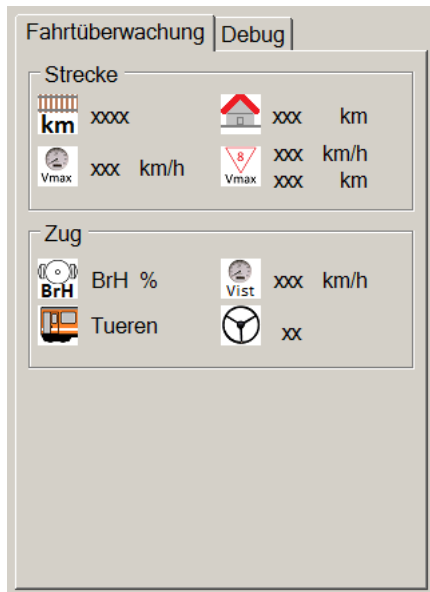 Fahrtüberwachung Debug
Strecke
km xxxx xxx km
Vmax xxx km/h 8 Vmax xxx km/h
xxx km
Zug
BrH BrH % Vist xxx km/h
Tueren xx